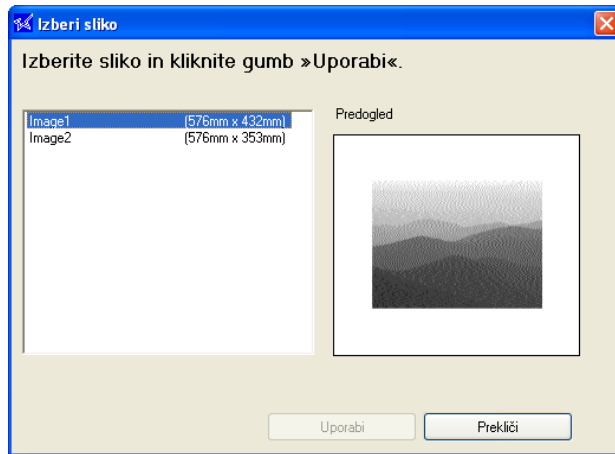 Izberi sliko
Izberite sliko in kliknite gumb »Uporabi«.
Image1 (576mm x 432mm)
Image2 (576mm x 353mm)
Predogled
Uporabi
Prekliči